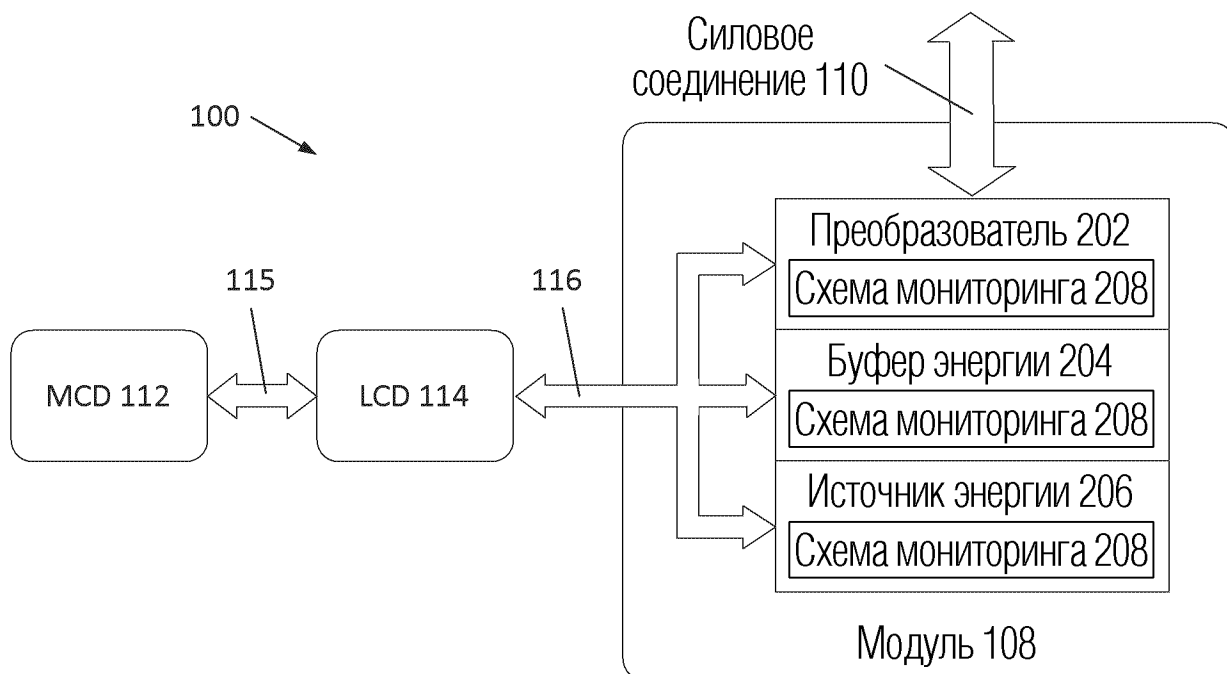 Силовое
соединение 110
100
Преобразователь 202
Схема мониторинга 208
115
116
MCD 112
LCD 114
Буфер энергии 204
Схема мониторинга 208
Источник энергии 206
Схема мониторинга 208
Модуль 108